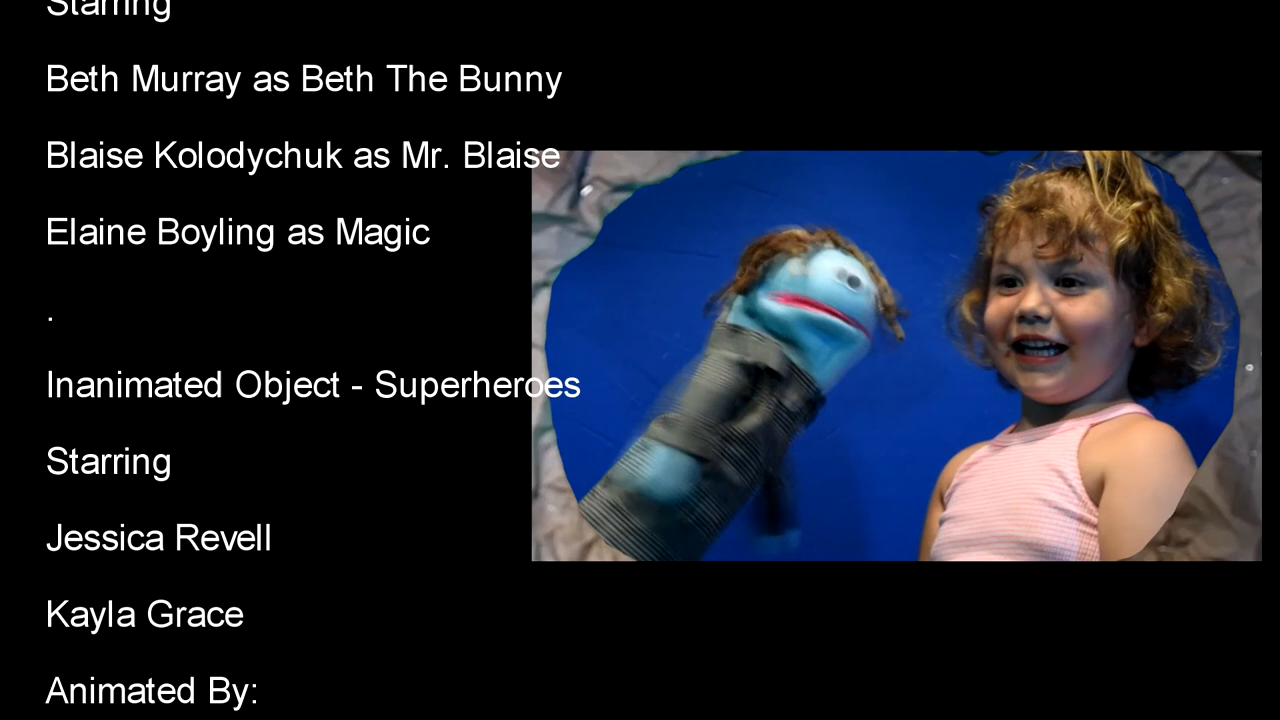 Starring
Beth Murray as Beth The Bunny
Blaise Kolodychuk as Mr. Blaise
Elaine Boyling as Magic
.
Inanimated Object - Superheroes
Starring
Jessica Revell
Kayla Grace
Animated By: